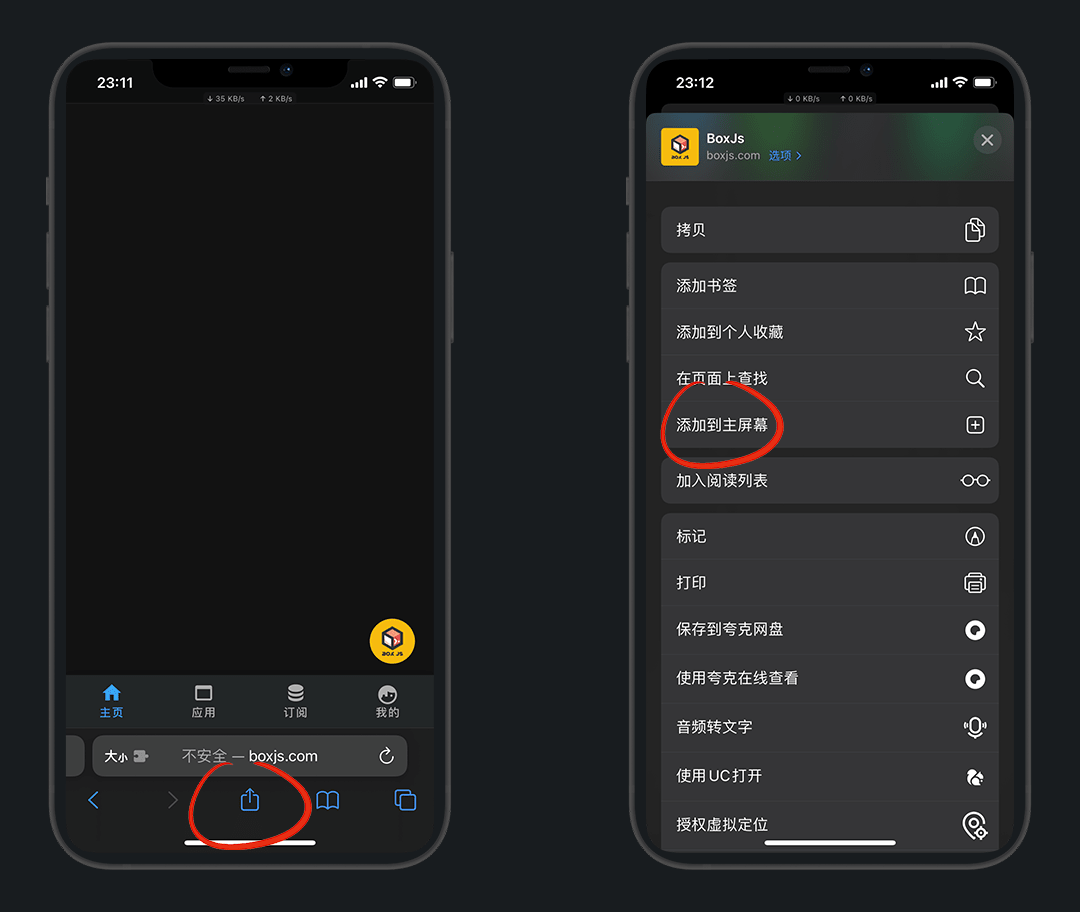 23:11
↓ 35 KB/s ↑ 2 KB/s
BOX JS
主页 应用 订阅 我的
大小 不安全 — boxjs.com
23:12
↓ 0 KB/s ↑ 0 KB/s
BOX JS
BoxJs
boxjs.com 选项 >
拷贝
添加书签
添加到个人收藏
在页面上查找
添加到主屏幕
加入阅读列表
标记
打印
保存到夸克网盘
使用夸克在线查看
音频转文字
使用UC打开
授权虚拟定位